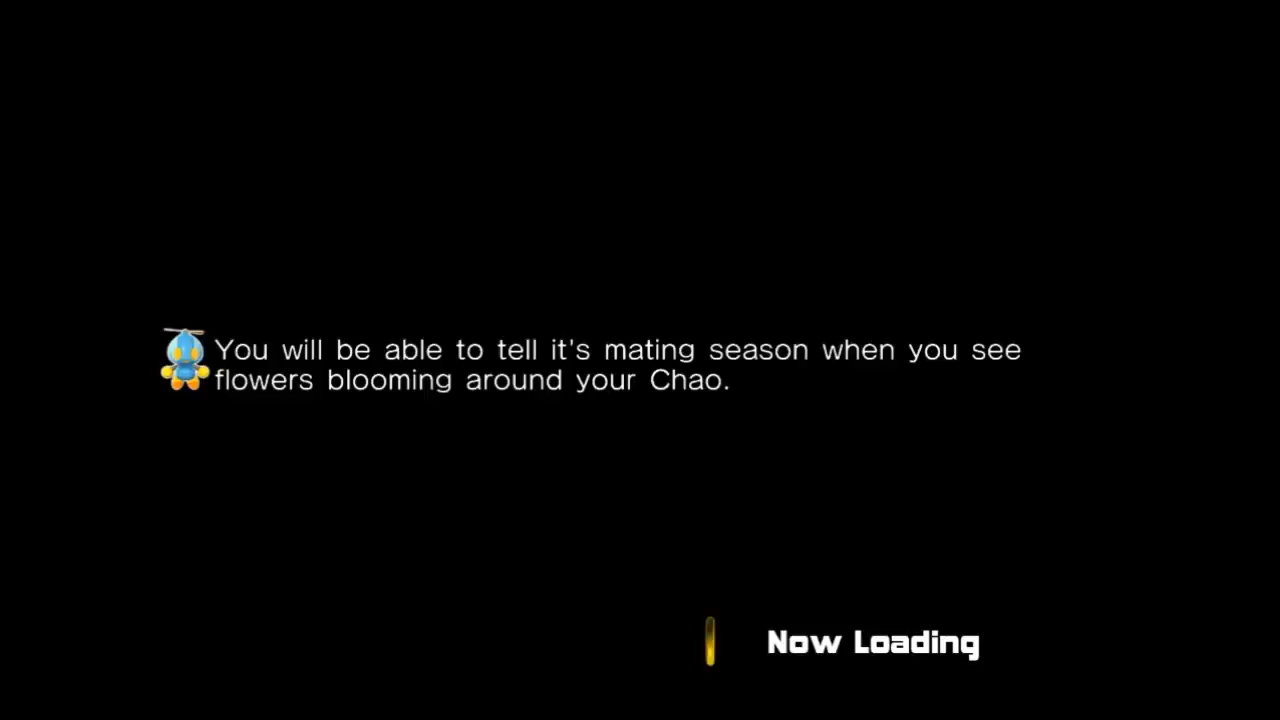 You will be able to tell it's mating season when you see
flowers blooming around your Chao.
Now Loading